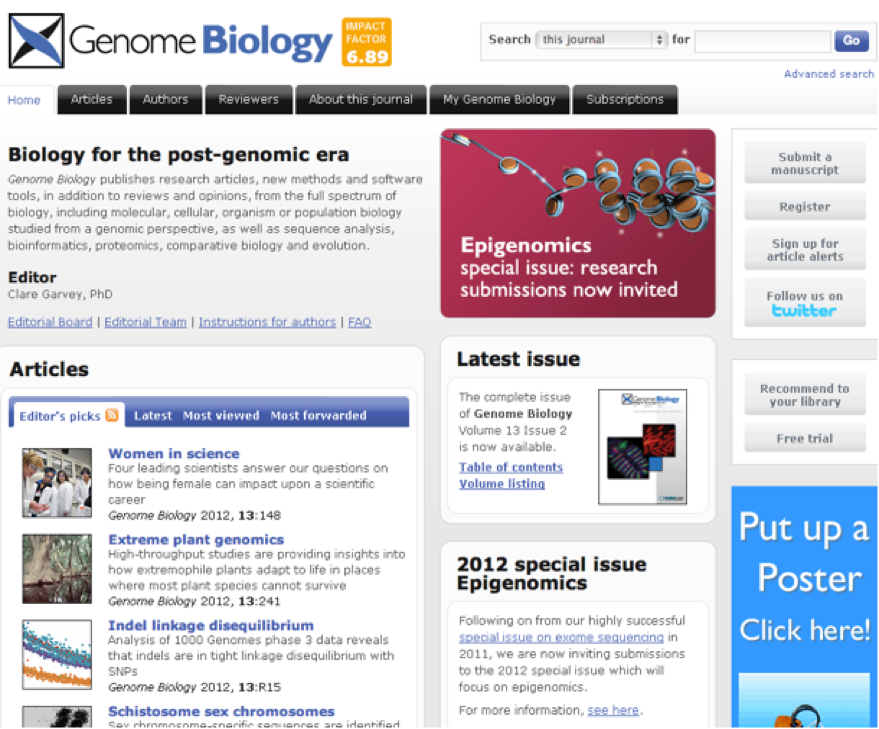 Genome Biology
IMPACT
FACTOR
6.89
Search this journal for
Go
Advanced search
Home Articles Authors Reviewers About this journal My Genome Biology Subscriptions
Biology for the post-genomic era
Genome Biology publishes research articles, new methods and software
tools, in addition to reviews and opinions, from the full spectrum of
biology, including molecular, cellular, organism or population biology
studied from a genomic perspective, as well as sequence analysis,
bioinformatics, proteomics, comparative biology and evolution.
Editor
Clare Garvey, PhD
Editorial Board | Editorial Team | Instructions for authors | FAQ
Articles
Editor's picks Latest Most viewed Most forwarded
Women in science
Four leading scientists answer our questions on
how being female can impact upon a scientific
career
Genome Biology 2012, 13:148
Extreme plant genomics
High-throughput studies are providing insights into
how extremophile plants adapt to life in places
where most plant species cannot survive
Genome Biology 2012, 13:241
Indel linkage disequilibrium
Analysis of 1000 Genomes phase 3 data reveals
that indels are in tight linkage disequilibrium with
SNPs
Genome Biology 2012, 13:R15
Schistosome sex chromosomes
Sex chromosome-specific sequences are identified
Epigenomics
special issue: research
submissions now invited
Latest issue
The complete issue
of Genome Biology
Volume 13 Issue 2
is now available.
Table of contents
Volume listing
Genome Biology
2012 special issue
Epigenomics
Following on from our highly successful
special issue on exome sequencing in
2011, we are now inviting submissions
to the 2012 special issue which will
focus on epigenomics.
For more information, see here.
Submit a
manuscript
Register
Sign up for
article alerts
Follow us on
twitter
Recommend to
your library
Free trial
Put up a
Poster
Click here!